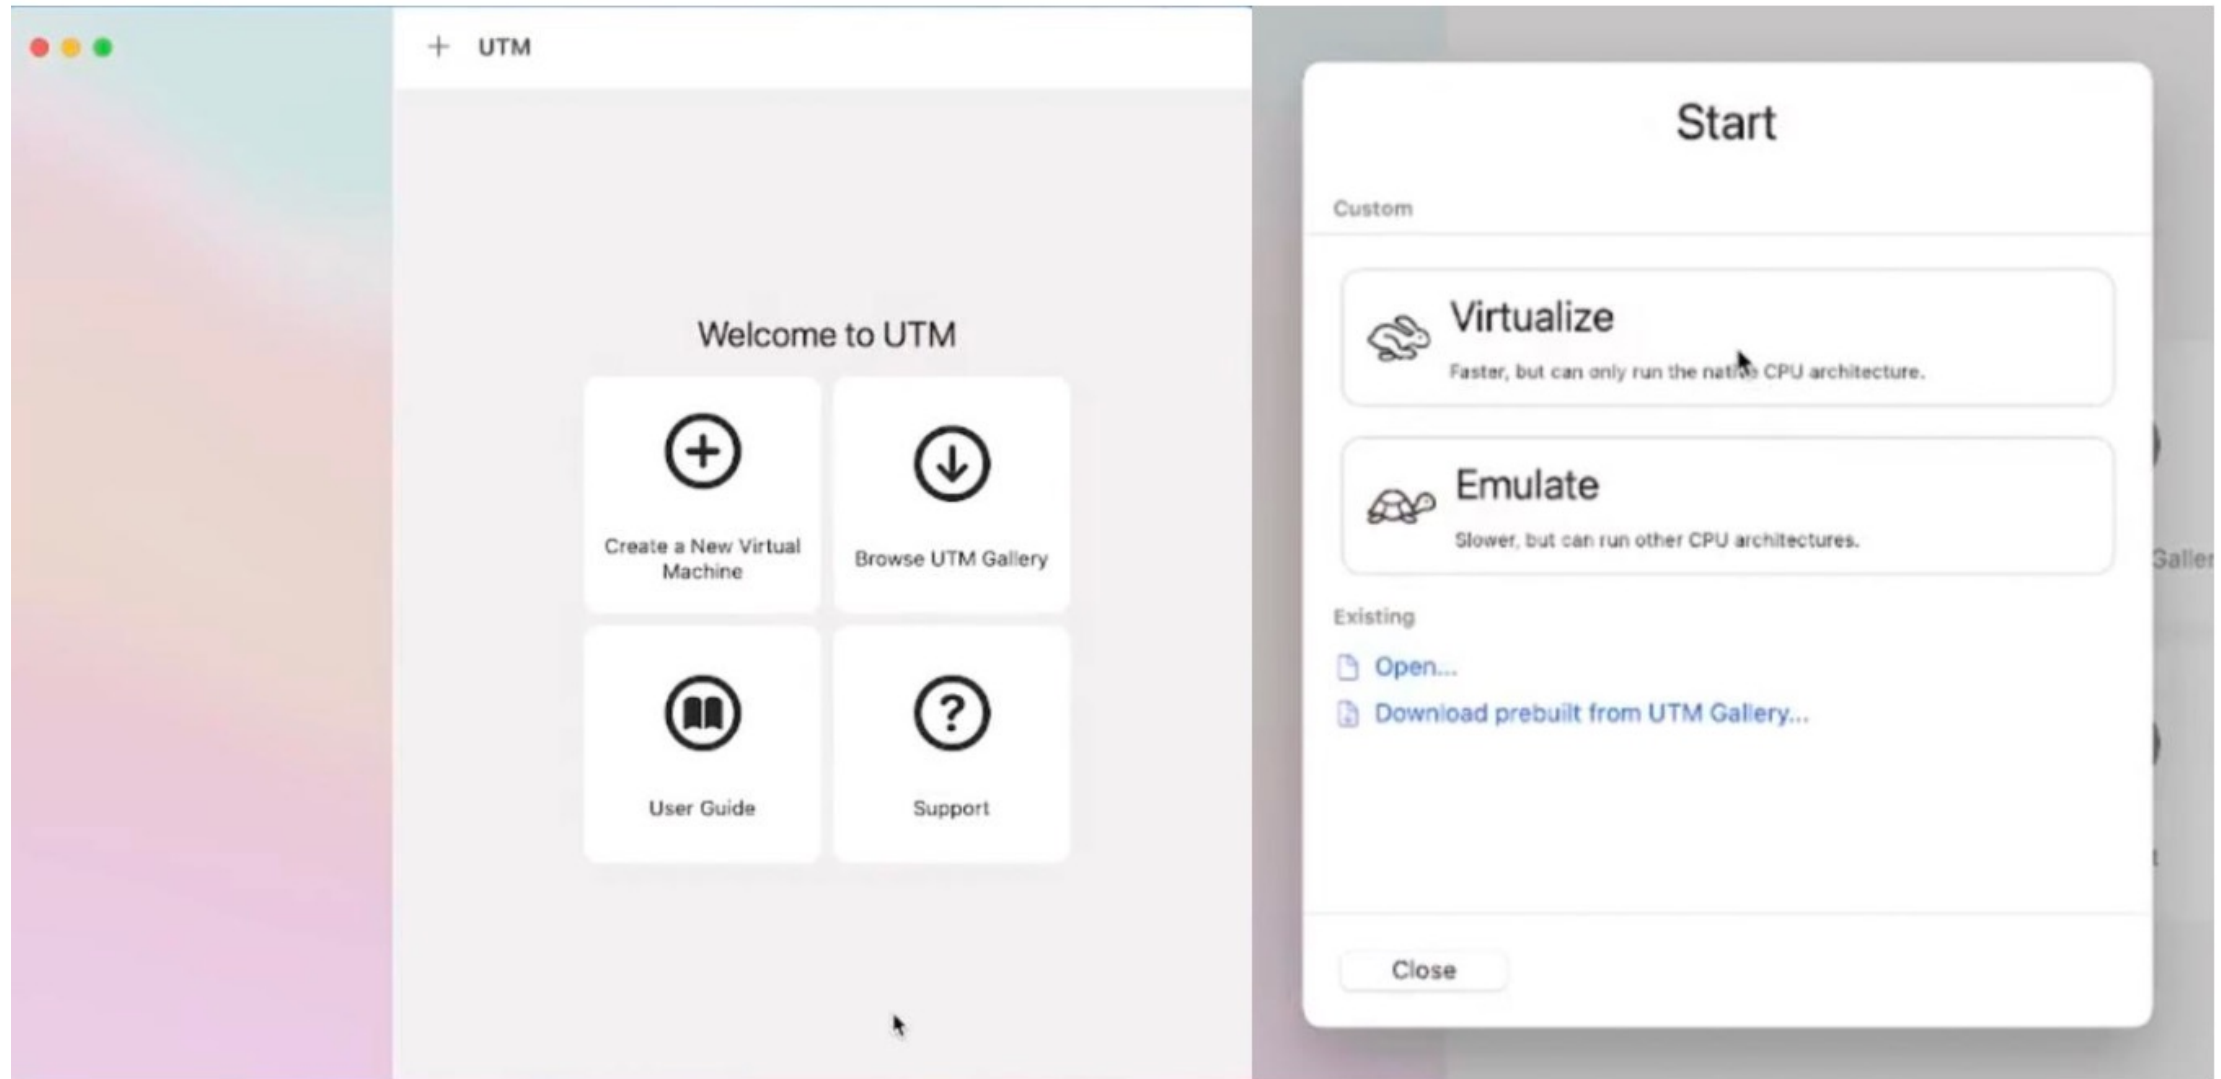 UTM
Welcome to UTM
Create a New Virtual
Machine
Browse UTM Gallery
User Guide
Support
Start
Custom
Virtualize
Faster, but can only run the native CPU architecture.
Emulate
Slower, but can run other CPU architectures.
Existing
Open...
Download prebuilt from UTM Gallery...
Close